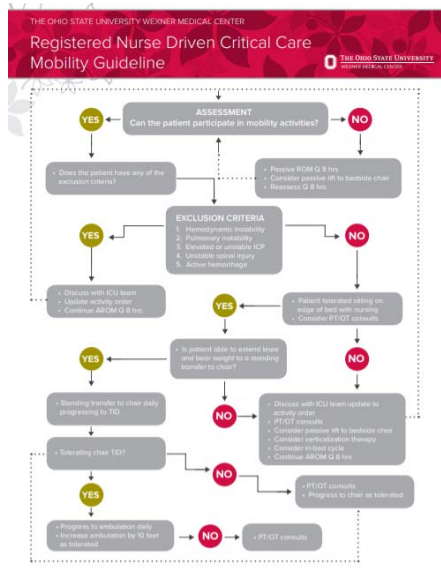 THE OHIO STATE UNIVERSITY WEXNER MEDICAL CENTER
Registered Nurse Driven Critical Care
Mobility Guideline
THE OHIO STATE UNIVERSITY
WEXNER MEDICAL CENTER
ASSESSMENT
Can the patient participate in mobility activities?
YES
NO
• Does the patient have any of the
exclusion criteria?
• Passive ROM Q 8 hrs
• Consider passive lift to bedside chair
• Reassess Q 8 hrs
EXCLUSION CRITERIA
1. Hemodynamic instability
2. Pulmonary instability
3. Elevated or unstable ICP
4. Unstable spinal injury
5. Active hemorrhage
YES
NO
• Discuss with ICU team
• Update activity order
• Continue AROM Q 8 hrs
• Patient tolerated sitting on
edge of bed with nursing
• Consider PT/OT consults
YES
• Is patient able to extend knee
and bear weight to a standing
transfer to chair?
YES
NO
• Standing transfer to chair daily
progressing to TID
NO
• Discuss with ICU team update to
activity order
• PT/OT consults
• Consider passive lift to bedside chair
• Consider verticalization therapy
• Consider in-bed cycle
• Continue AROM Q 8 hrs
• Tolerating chair TID?
NO
• PT/OT consults
• Progress to chair as tolerated
YES
• Progress to ambulation daily
• Increase ambulation by 10 feet
as tolerated
NO
• PT/OT consults